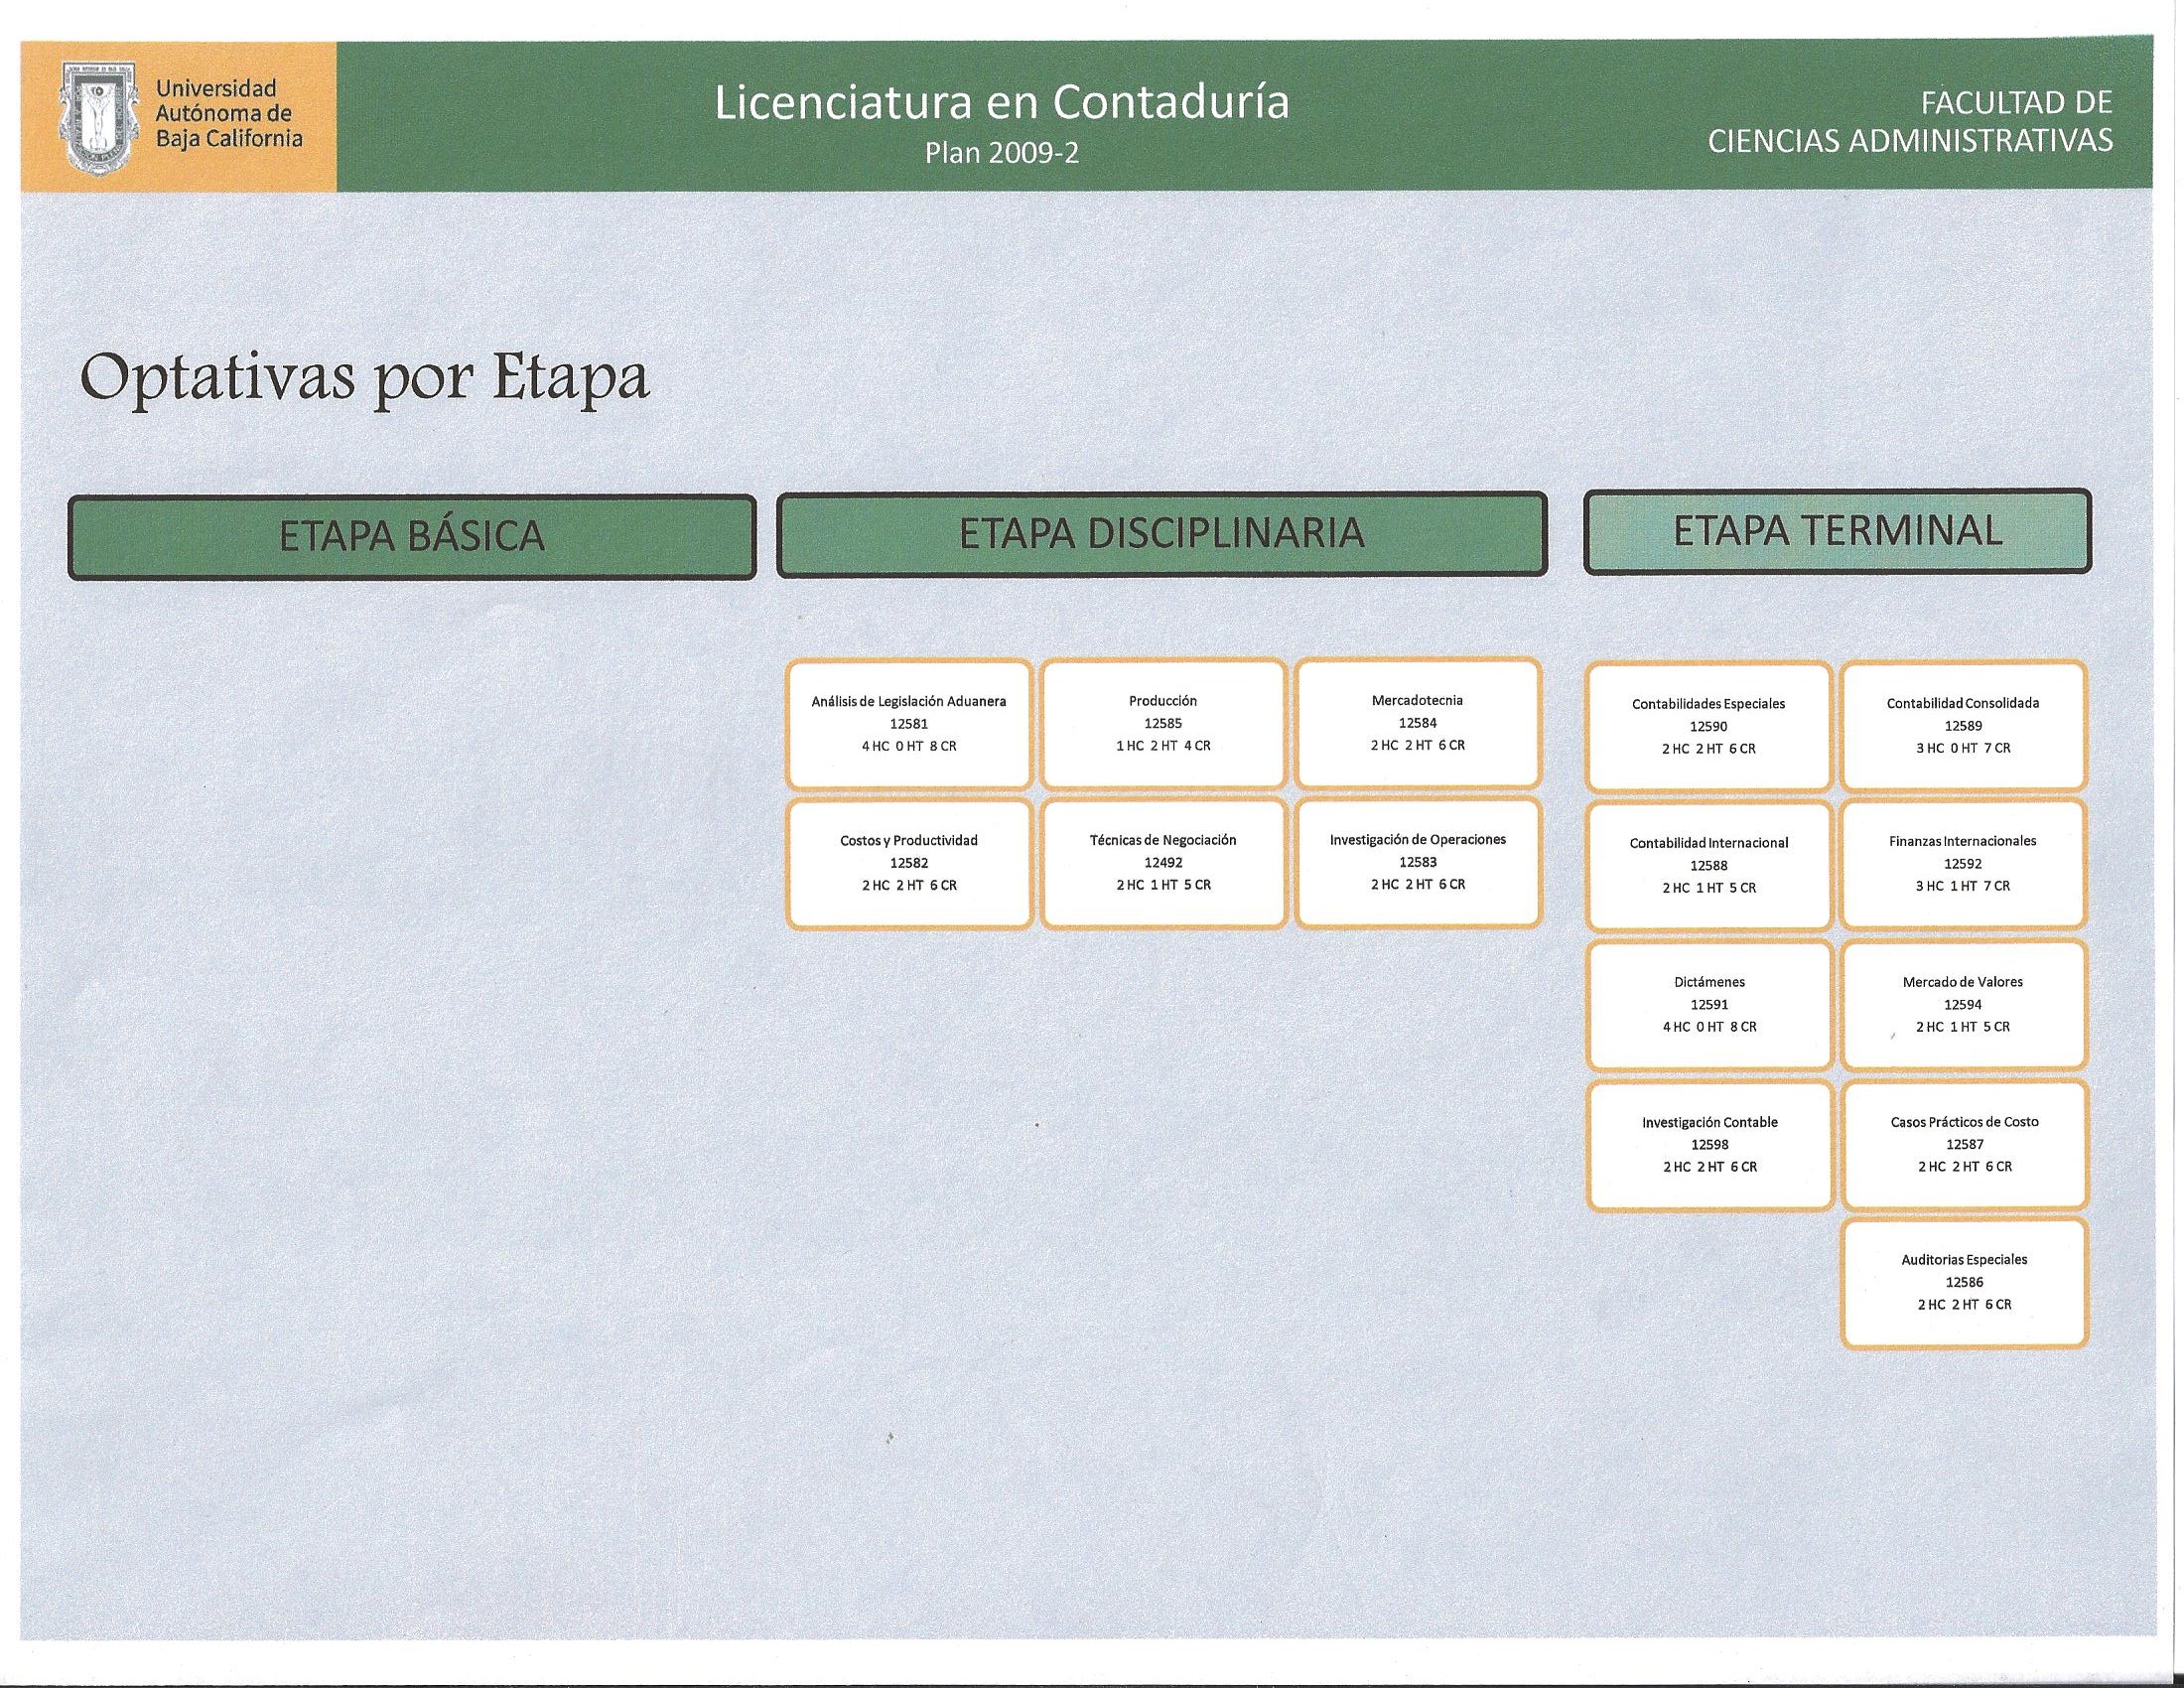 Universidad
Autónoma de
Baja California
Licenciatura en Contaduría
Plan 2009-2
FACULTAD DE
CIENCIAS ADMINISTRATIVAS
Optativas por Etapa
ETAPA BÁSICA
ETAPA DISCIPLINARIA
ETAPA TERMINAL
Análisis de Legislación Aduanera
12581
4 HC 0 HT 8 CR
Producción
12585
1 HC 2 HT 4 CR
Mercadotecnia
12584
2 HC 2 HT 6 CR
Costos y Productividad
12582
2 HC 2 HT 6 CR
Técnicas de Negociación
12492
2 HC 1 HT 5 CR
Investigación de Operaciones
12583
2 HC 2 HT 6 CR
Contabilidades Especiales
12590
2 HC 2 HT 6 CR
Contabilidad Consolidada
12589
3 HC 0 HT 7 CR
Contabilidad Internacional
12588
2 HC 1 HT 5 CR
Finanzas Internacionales
12592
3 HC 1 HT 7 CR
Dictámenes
12591
4 HC 0 HT 8 CR
Mercado de Valores
12594
2 HC 1 HT 5 CR
Investigación Contable
12598
2 HC 2 HT 6 CR
Casos Prácticos de Costo
12587
2 HC 2 HT 6 CR
Auditorias Especiales
12586
2 HC 2 HT 6 CR